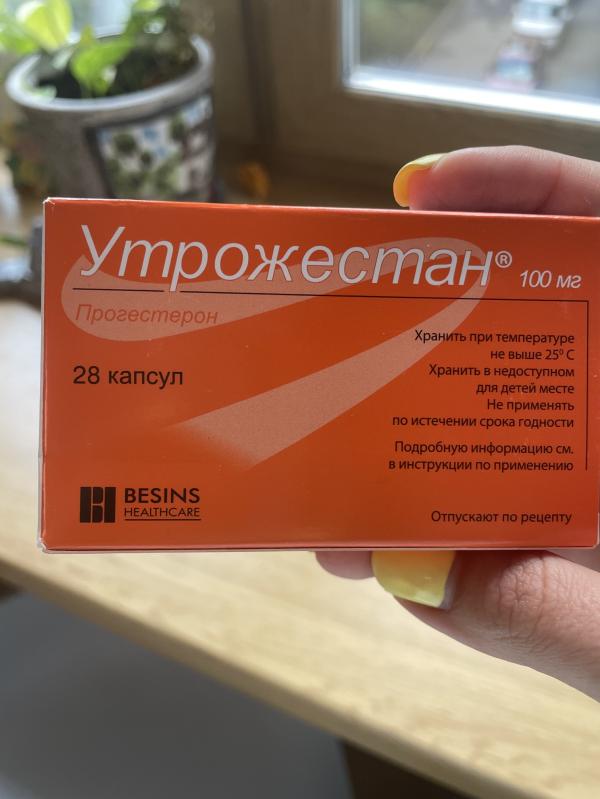 Утрожестан® 100 мг
Прогестерон
28 капсул
Хранить при температуре
не выше 25⁰ С
Хранить в недоступном
для детей месте
Не применять
по истечении срока годности
Подробную информацию см.
в инструкции по применению
BESINS
HEALTHCARE
Отпускают по рецепту